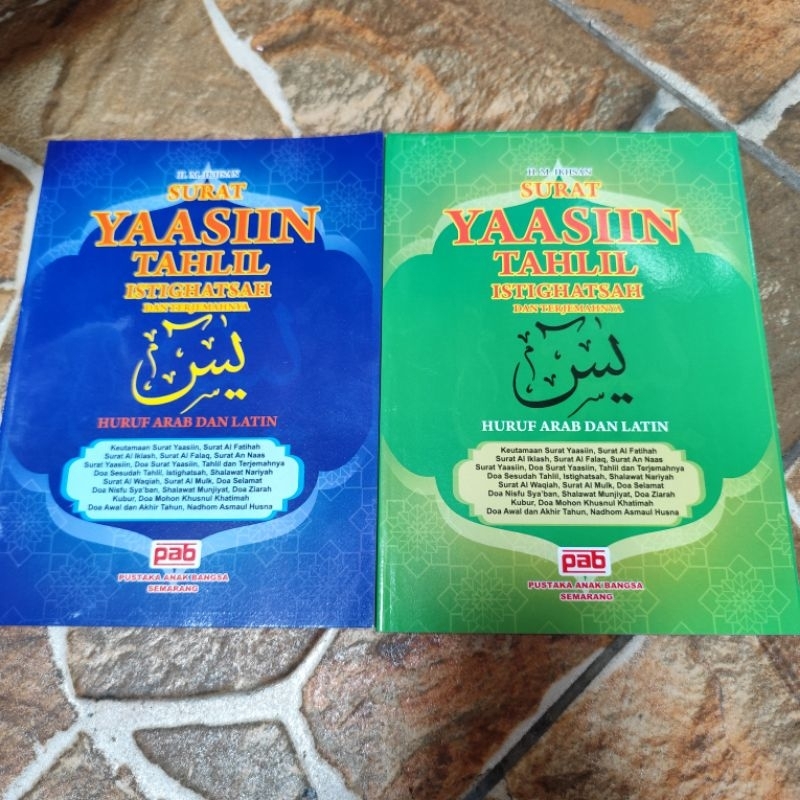 H. M. IKHSAN
SURAT
YAASIIN
TAHLIL
ISTIGHATSAH
DAN TERJEMAHNYA
يس
HURUF ARAB DAN LATIN
Keutamaan Surat Yaasiin, Surat Al Fatihah
Surat Al Iklash, Surat Al Falaq, Surat An Naas
Surat Yaasiin, Doa Surat Yaasiin, Tahlil dan Terjemahnya
Doa Sesudah Tahlil, Istighatsah, Shalawat Nariyah
Surat Al Waqiah, Surat Al Mulk, Doa Selamat
Doa Nisfu Sya'ban, Shalawat Munjiyat, Doa Ziarah
Kubur, Doa Mohon Khusnul Khatimah
Doa Awal dan Akhir Tahun, Nadhom Asmaul Husna
pab
PUSTAKA ANAK BANGSA
SEMARANG
H. M. IKHSAN
SURAT
YAASIIN
TAHLIL
ISTIGHATSAH
DAN TERJEMAHNYA
يس
HURUF ARAB DAN LATIN
Keutamaan Surat Yaasiin, Surat Al Fatihah
Surat Al Iklash, Surat Al Falaq, Surat An Naas
Surat Yaasiin, Doa Surat Yaasiin, Tahlil dan Terjemahnya
Doa Sesudah Tahlil, Istighatsah, Shalawat Nariyah
Surat Al Waqiah, Surat Al Mulk, Doa Selamat
Doa Nisfu Sya'ban, Shalawat Munjiyat, Doa Ziarah
Kubur, Doa Mohon Khusnul Khatimah
Doa Awal dan Akhir Tahun, Nadhom Asmaul Husna
pab
PUSTAKA ANAK BANGSA
SEMARANG